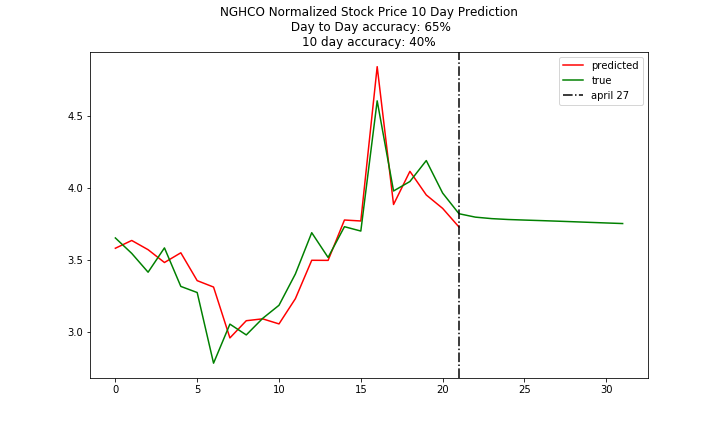 NGHCO Normalized Stock Price 10 Day Prediction
Day to Day accuracy: 65%
10 day accuracy: 40%
predicted
true
april 27
4.5
4.0
3.5
3.0
0 5 10 15 20 25 30